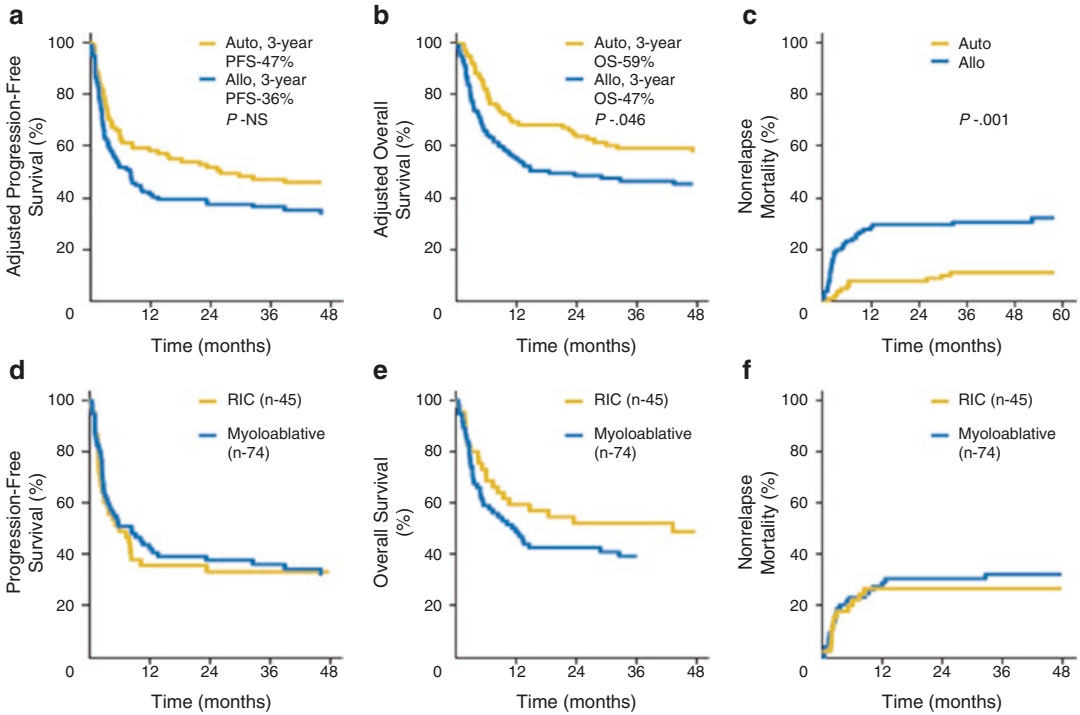 a
Adjusted Progression-Free
Survival (%)
100
80
60
40
20
0
12
24
36
48
Time (months)
Auto, 3-year
PFS-47%
Allo, 3-year
PFS-36%
P -NS
b
Adjusted Overall
Survival (%)
100
80
60
40
20
0
12
24
36
48
Time (months)
Auto, 3-year
OS-59%
Allo, 3-year
OS-47%
P -.046
c
Nonrelapse
Mortality (%)
100
80
60
40
20
0
12
24
36
48
60
Time (months)
Auto
Allo
P -.001
d
Progression-Free
Survival (%)
100
80
60
40
20
0
12
24
36
48
Time (months)
RIC (n-45)
Myoloablative
(n-74)
e
Overall Survival
(%)
100
80
60
40
20
0
12
24
36
48
Time (months)
RIC (n-45)
Myoloablative
(n-74)
f
Nonrelapse
Mortality (%)
100
80
60
40
20
0
12
24
36
48
Time (months)
RIC (n-45)
Myoloablative
(n-74)